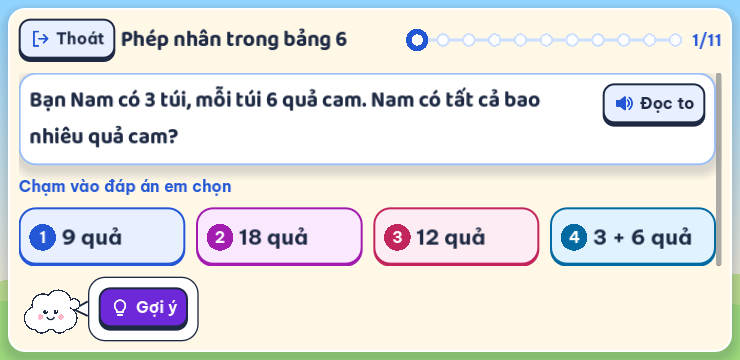 Thoát
Phép nhân trong bảng 6
1/11
Bạn Nam có 3 túi, mỗi túi 6 quả cam. Nam có tất cả bao
nhiêu quả cam?
Đọc to
Chạm vào đáp án em chọn
1 9 quả
2 18 quả
3 12 quả
4 3 + 6 quả
Gợi ý